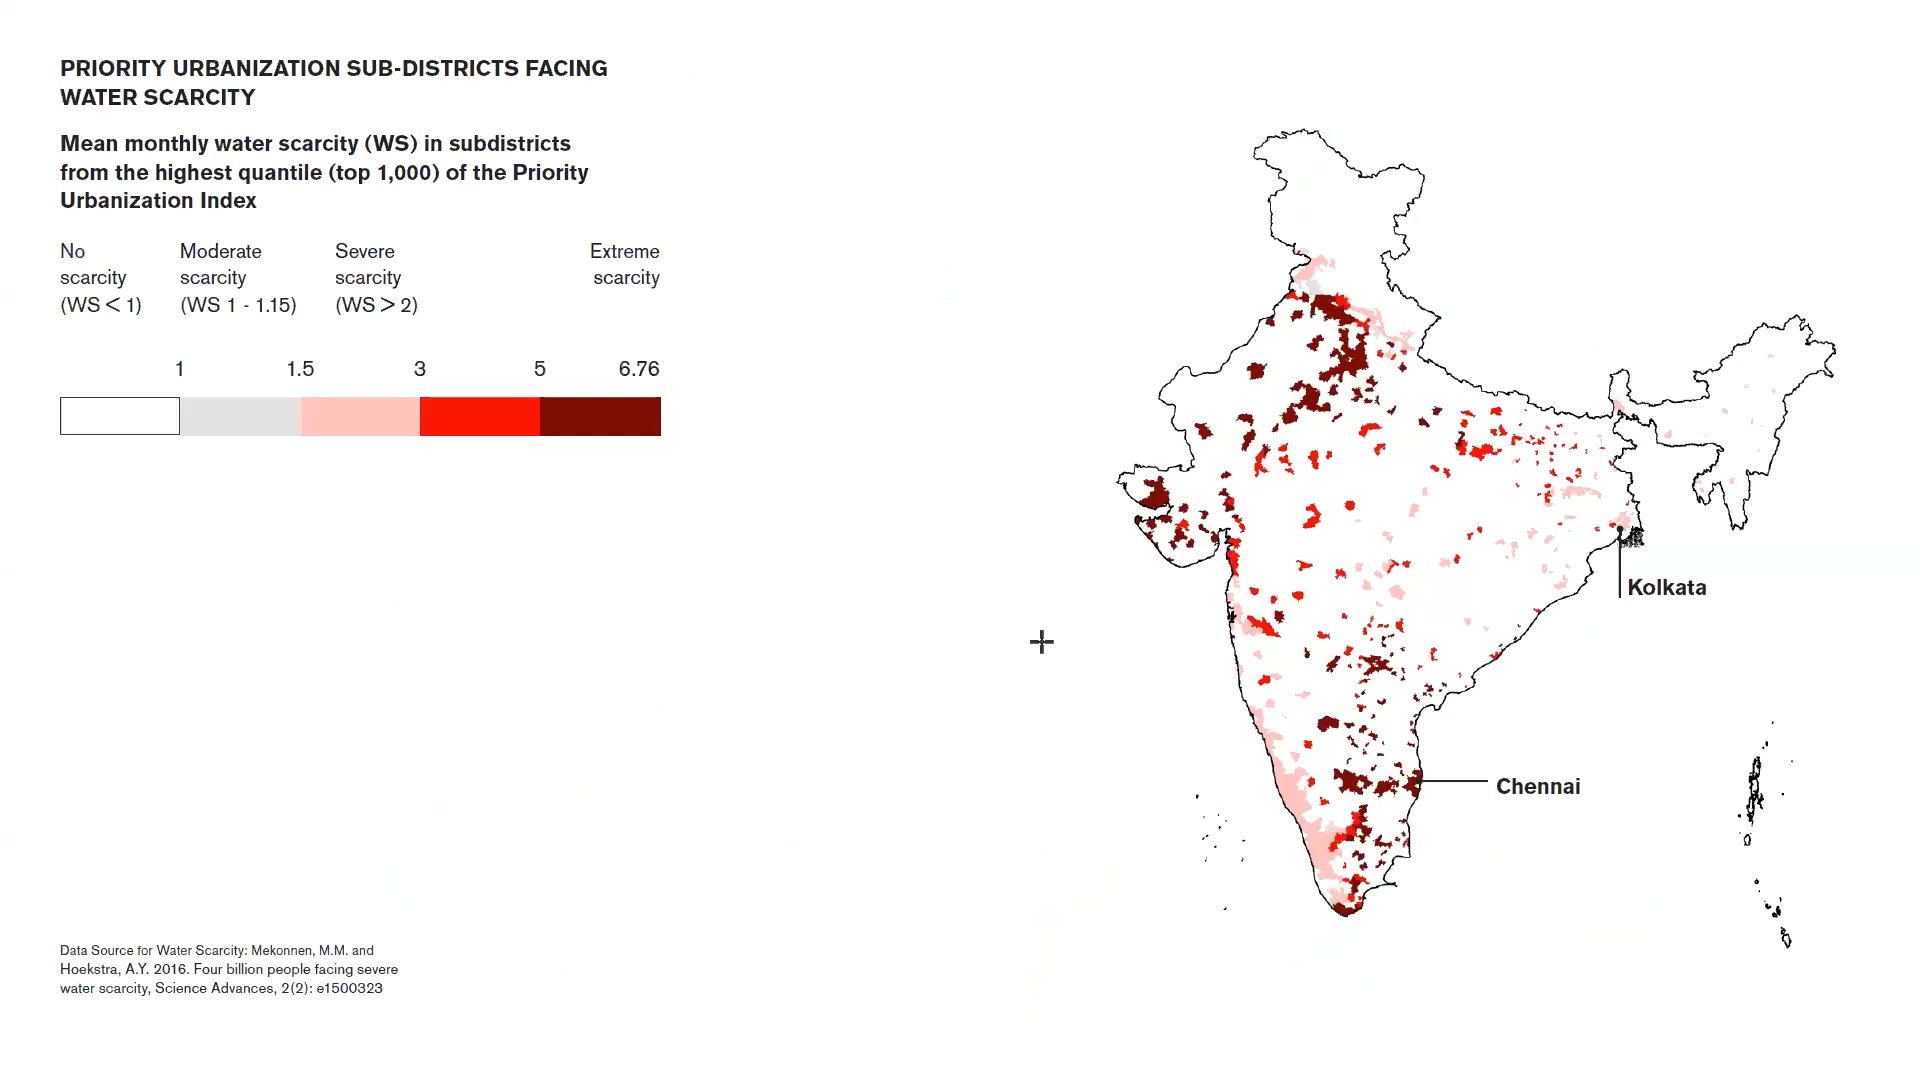 PRIORITY URBANIZATION SUB-DISTRICTS FACING
WATER SCARCITY
Mean monthly water scarcity (WS) in subdistricts
from the highest quantile (top 1,000) of the Priority
Urbanization Index
No
scarcity
(WS < 1)
Moderate
scarcity
(WS 1 - 1.15)
Severe
scarcity
(WS > 2)
Extreme
scarcity
1
1.5
3
5
6.76
Kolkata
Chennai
Data Source for Water Scarcity: Mekonnen, M.M. and
Hoekstra, A.Y. 2016. Four billion people facing severe
water scarcity, Science Advances, 2(2): e1500323